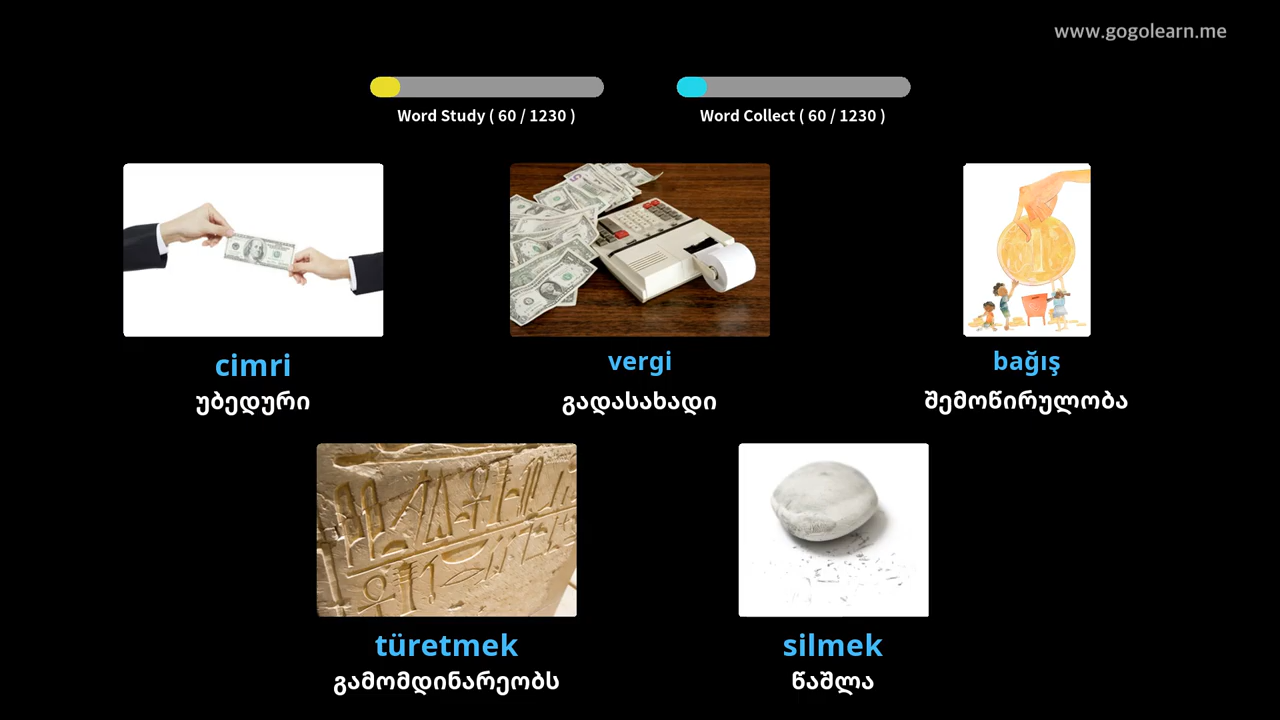 www.gogolearn.me
Word Study ( 60 / 1230 )
Word Collect ( 60 / 1230 )
cimri
უბედური
vergi
გადასახადი
bağış
შემოწირულობა
türetmek
გამომდინარეობს
silmek
წაშლა